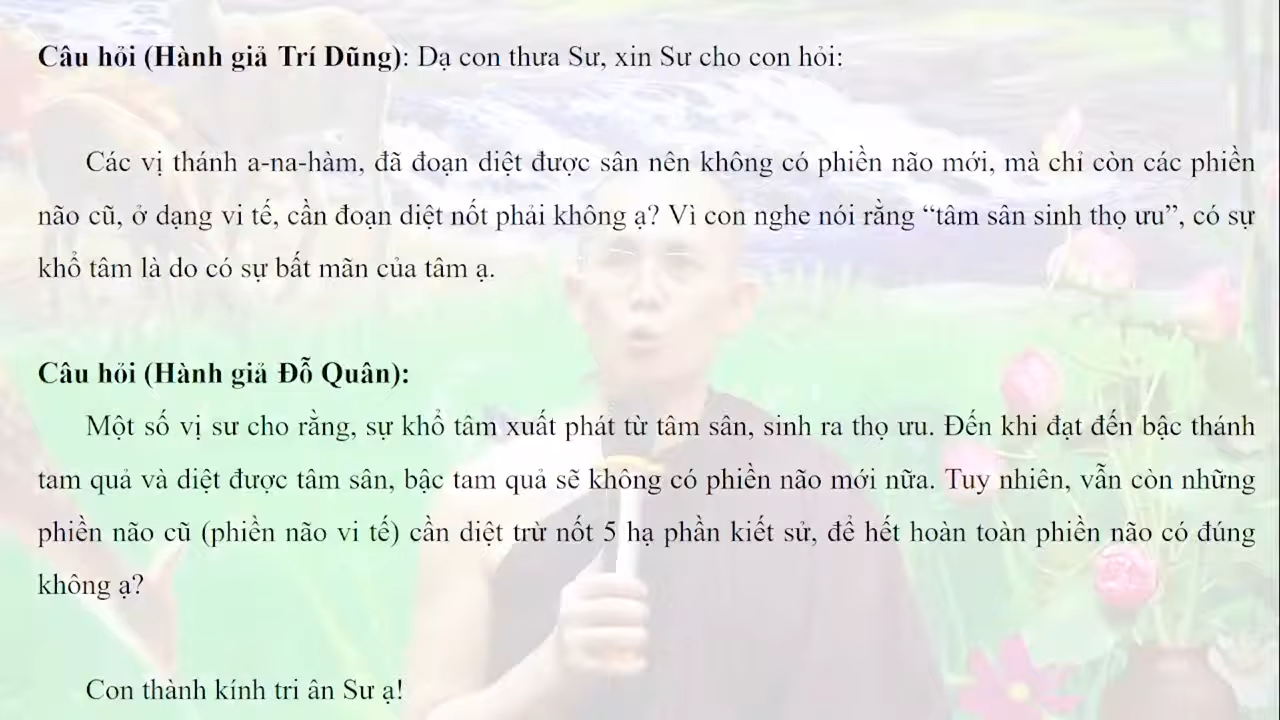 Câu hỏi (Hành giả Trí Dũng): Dạ con thưa Sư, xin Sư cho con hỏi:
Các vị thánh a-na-hàm, đã đoạn diệt được sân nên không có phiền não mới, mà chỉ còn các phiền
não cũ, ở dạng vi tế, cần đoạn diệt nốt phải không ạ? Vì con nghe nói rằng “tâm sân sinh thọ ưu”, có sự
khổ tâm là do có sự bất mãn của tâm ạ.
Câu hỏi (Hành giả Đỗ Quân):
Một số vị sư cho rằng, sự khổ tâm xuất phát từ tâm sân, sinh ra thọ ưu. Đến khi đạt đến bậc thánh
tam quả và diệt được tâm sân, bậc tam quả sẽ không có phiền não mới nữa. Tuy nhiên, vẫn còn những
phiền não cũ (phiền não vi tế) cần diệt trừ nốt 5 hạ phần kiết sử, để hết hoàn toàn phiền não có đúng
không ạ?
Con thành kính tri ân Sư ạ!